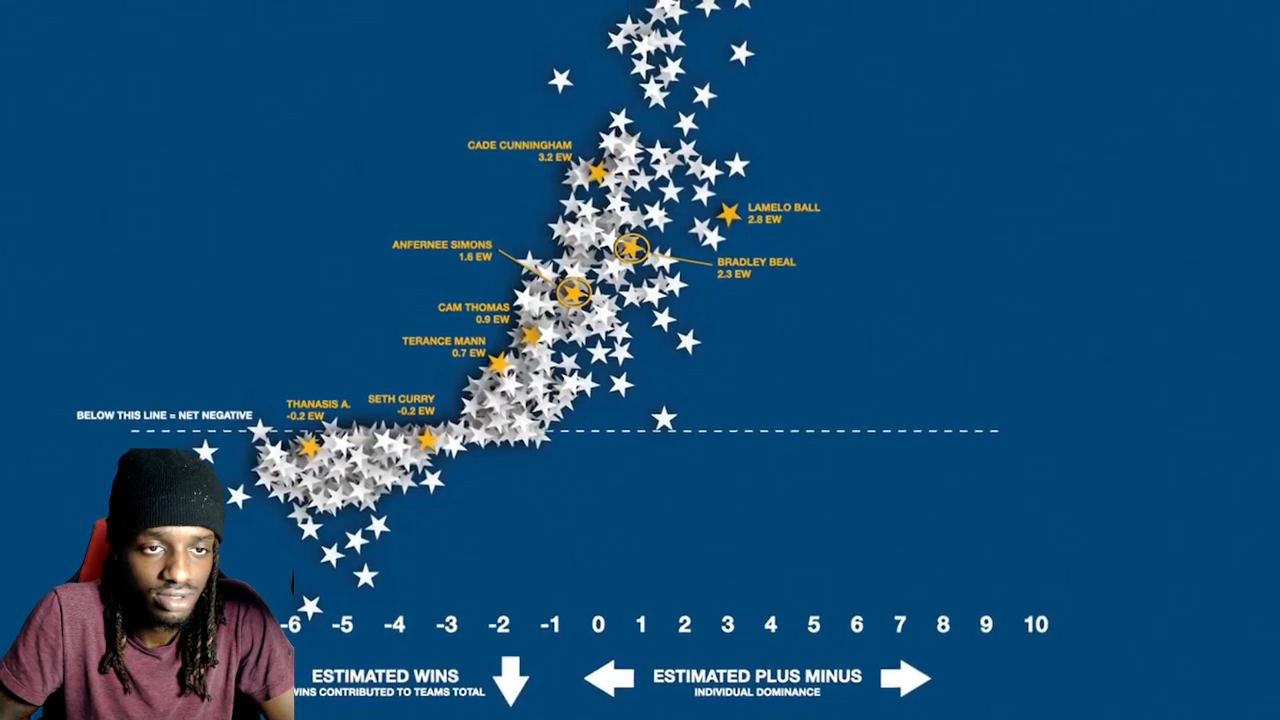 CADE CUNNINGHAM
3.2 EW
LAMELO BALL
2.8 EW
ANFERNEE SIMONS
1.6 EW
BRADLEY BEAL
2.3 EW
CAM THOMAS
0.9 EW
TERANCE MANN
0.7 EW
THANASIS A.
-0.2 EW
SETH CURRY
-0.2 EW
BELOW THIS LINE = NET NEGATIVE
-6 -5 -4 -3 -2 -1 0 1 2 3 4 5 6 7 8 9 10
ESTIMATED WINS
WINS CONTRIBUTED TO TEAMS TOTAL
ESTIMATED PLUS MINUS
INDIVIDUAL DOMINANCE